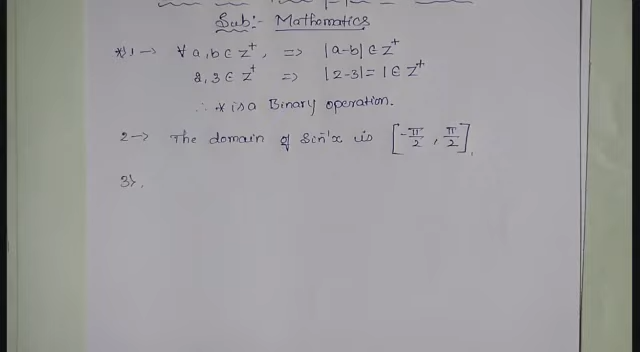 Sub:- Mathematics
*1→ ∀ a,b ∈ Z⁺, => |a-b| ∈ Z⁺
2,3 ∈ Z⁺ => |2-3| = 1 ∈ Z⁺
∴ * is a Binary operation.
2→ The domain of Sin⁻¹x is [-π/2, π/2].
3>.